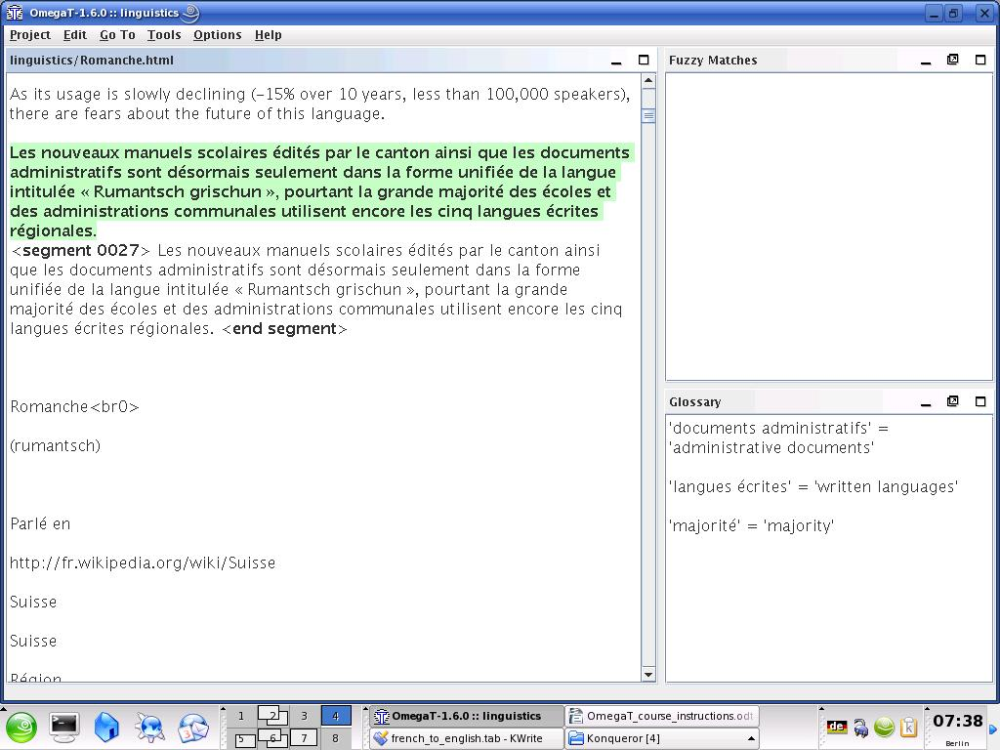 OmegaT-1.6.0 :: linguistics
Project Edit Go To Tools Options Help
linguistics/Romanche.html
As its usage is slowly declining (–15% over 10 years, less than 100,000 speakers),
there are fears about the future of this language.
Les nouveaux manuels scolaires édités par le canton ainsi que les documents
administratifs sont désormais seulement dans la forme unifiée de la langue
intitulée « Rumantsch grischun », pourtant la grande majorité des écoles et
des administrations communales utilisent encore les cinq langues écrites
régionales.
<segment 0027> Les nouveaux manuels scolaires édités par le canton ainsi
que les documents administratifs sont désormais seulement dans la forme
unifiée de la langue intitulée « Rumantsch grischun », pourtant la grande
majorité des écoles et des administrations communales utilisent encore les cinq
langues écrites régionales. <end segment>
Romanche<br0>
(rumantsch)
Parlé en
http://fr.wikipedia.org/wiki/Suisse
Suisse
Suisse
Région
Fuzzy Matches
Glossary
'documents administratifs' =
'administrative documents'
'langues écrites' = 'written languages'
'majorité' = 'majority'
1 2 3 4
5 6 7 8
OmegaT-1.6.0 :: linguistics
OmegaT_course_instructions.odt
french_to_english.tab - KWrite
Konqueror [4]
de
07:38
Berlin